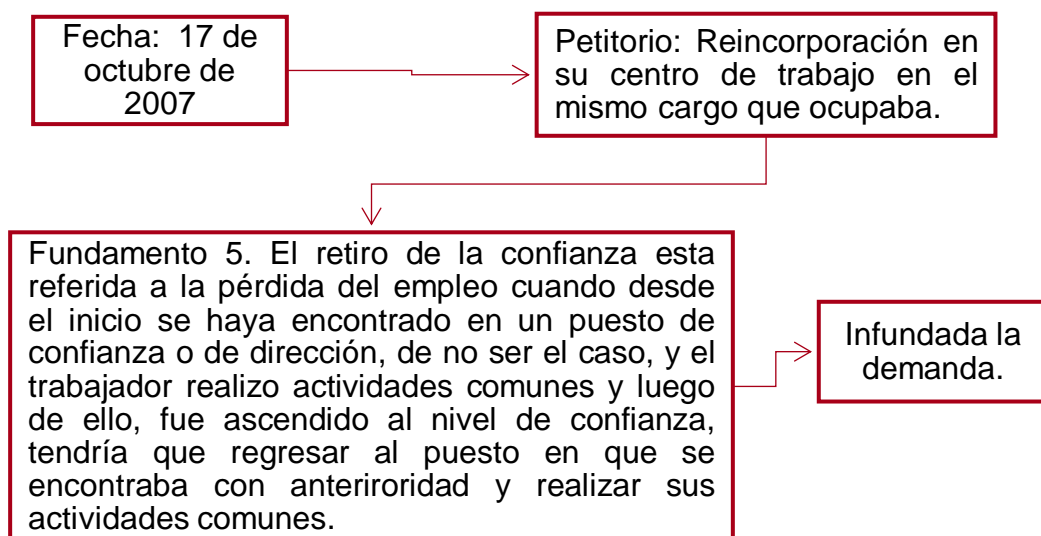 Fecha: 17 de
octubre de
2007
Petitorio: Reincorporación en
su centro de trabajo en el
mismo cargo que ocupaba.
Fundamento 5. El retiro de la confianza esta
referida a la pérdida del empleo cuando desde
el inicio se haya encontrado en un puesto de
confianza o de dirección, de no ser el caso, y el
trabajador realizo actividades comunes y luego
de ello, fue ascendido al nivel de confianza,
tendría que regresar al puesto en que se
encontraba con anteriroridad y realizar sus
actividades comunes.
Infundada la
demanda.